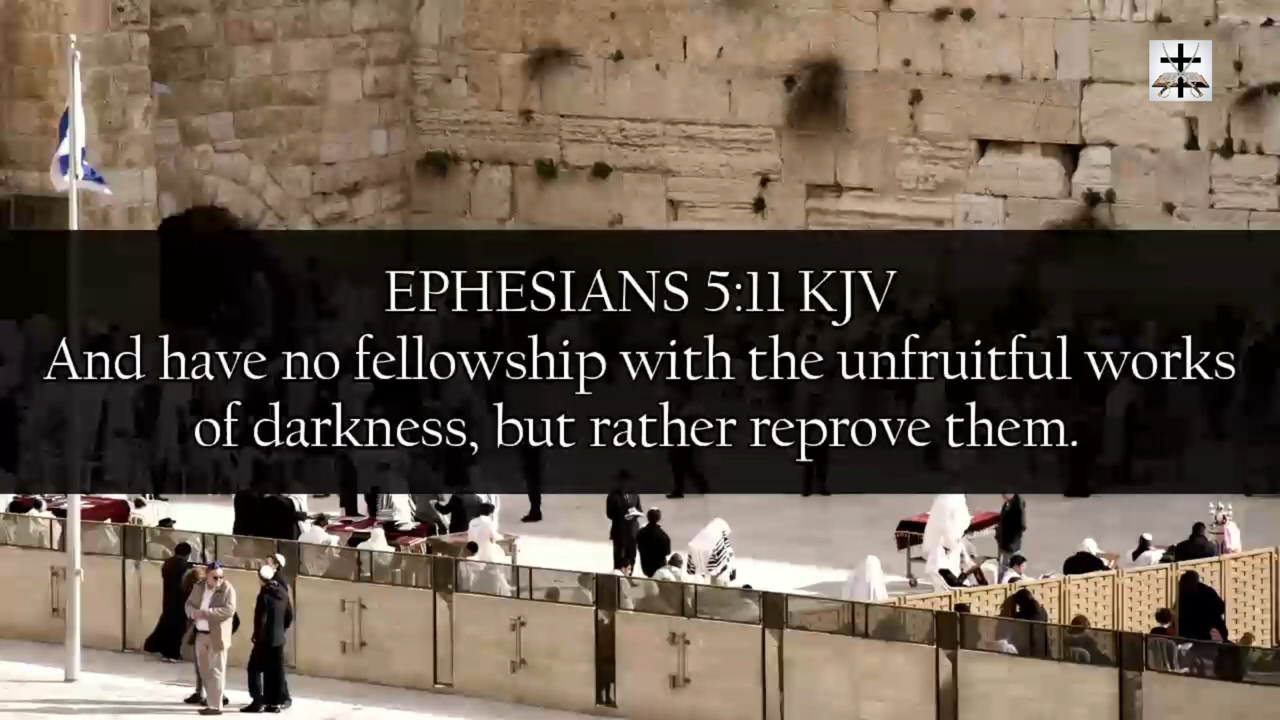 EPHESIANS 5:11 KJV
And have no fellowship with the unfruitful works
of darkness, but rather reprove them.